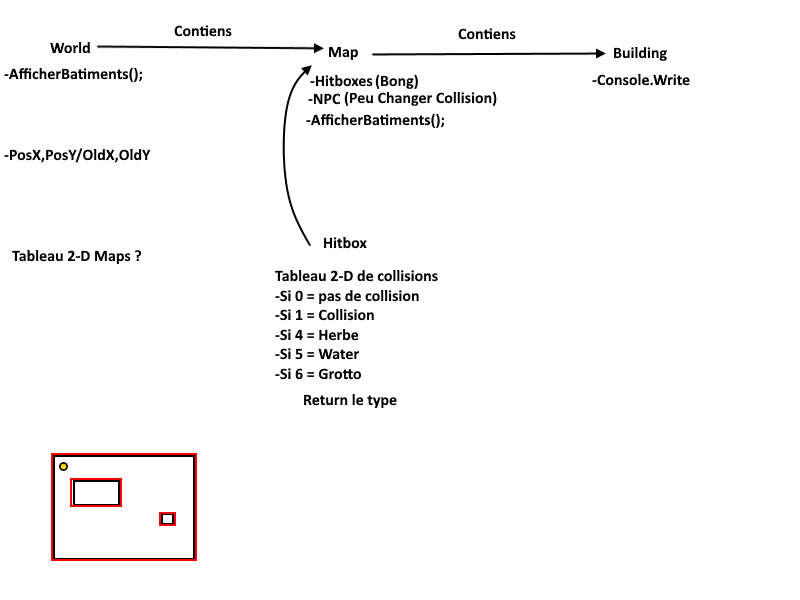 Contiens
Contiens
World
Map
Building
-AfficherBatiments();
-Hitboxes (Bong)
-Console.Write
-NPC (Peu Changer Collision)
-AfficherBatiments();
-PosX,PosY/OldX,OldY
Hitbox
Tableau 2-D Maps ?
Tableau 2-D de collisions
-Si 0 = pas de collision
-Si 1 = Collision
-Si 4 = Herbe
-Si 5 = Water
-Si 6 = Grotto
Return le type